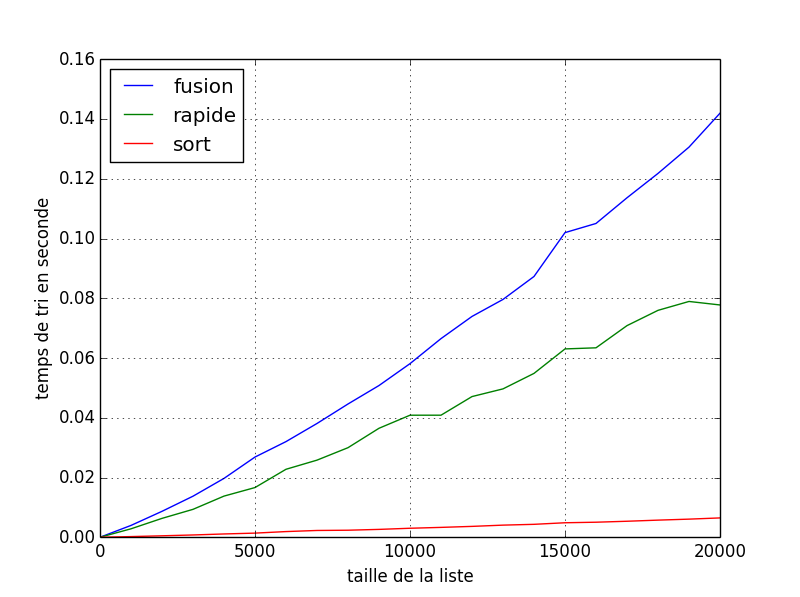 fusion
rapide
sort
0.16
0.14
0.12
0.10
0.08
0.06
0.04
0.02
0.00
temps de tri en seconde
0 5000 10000 15000 20000
taille de la liste